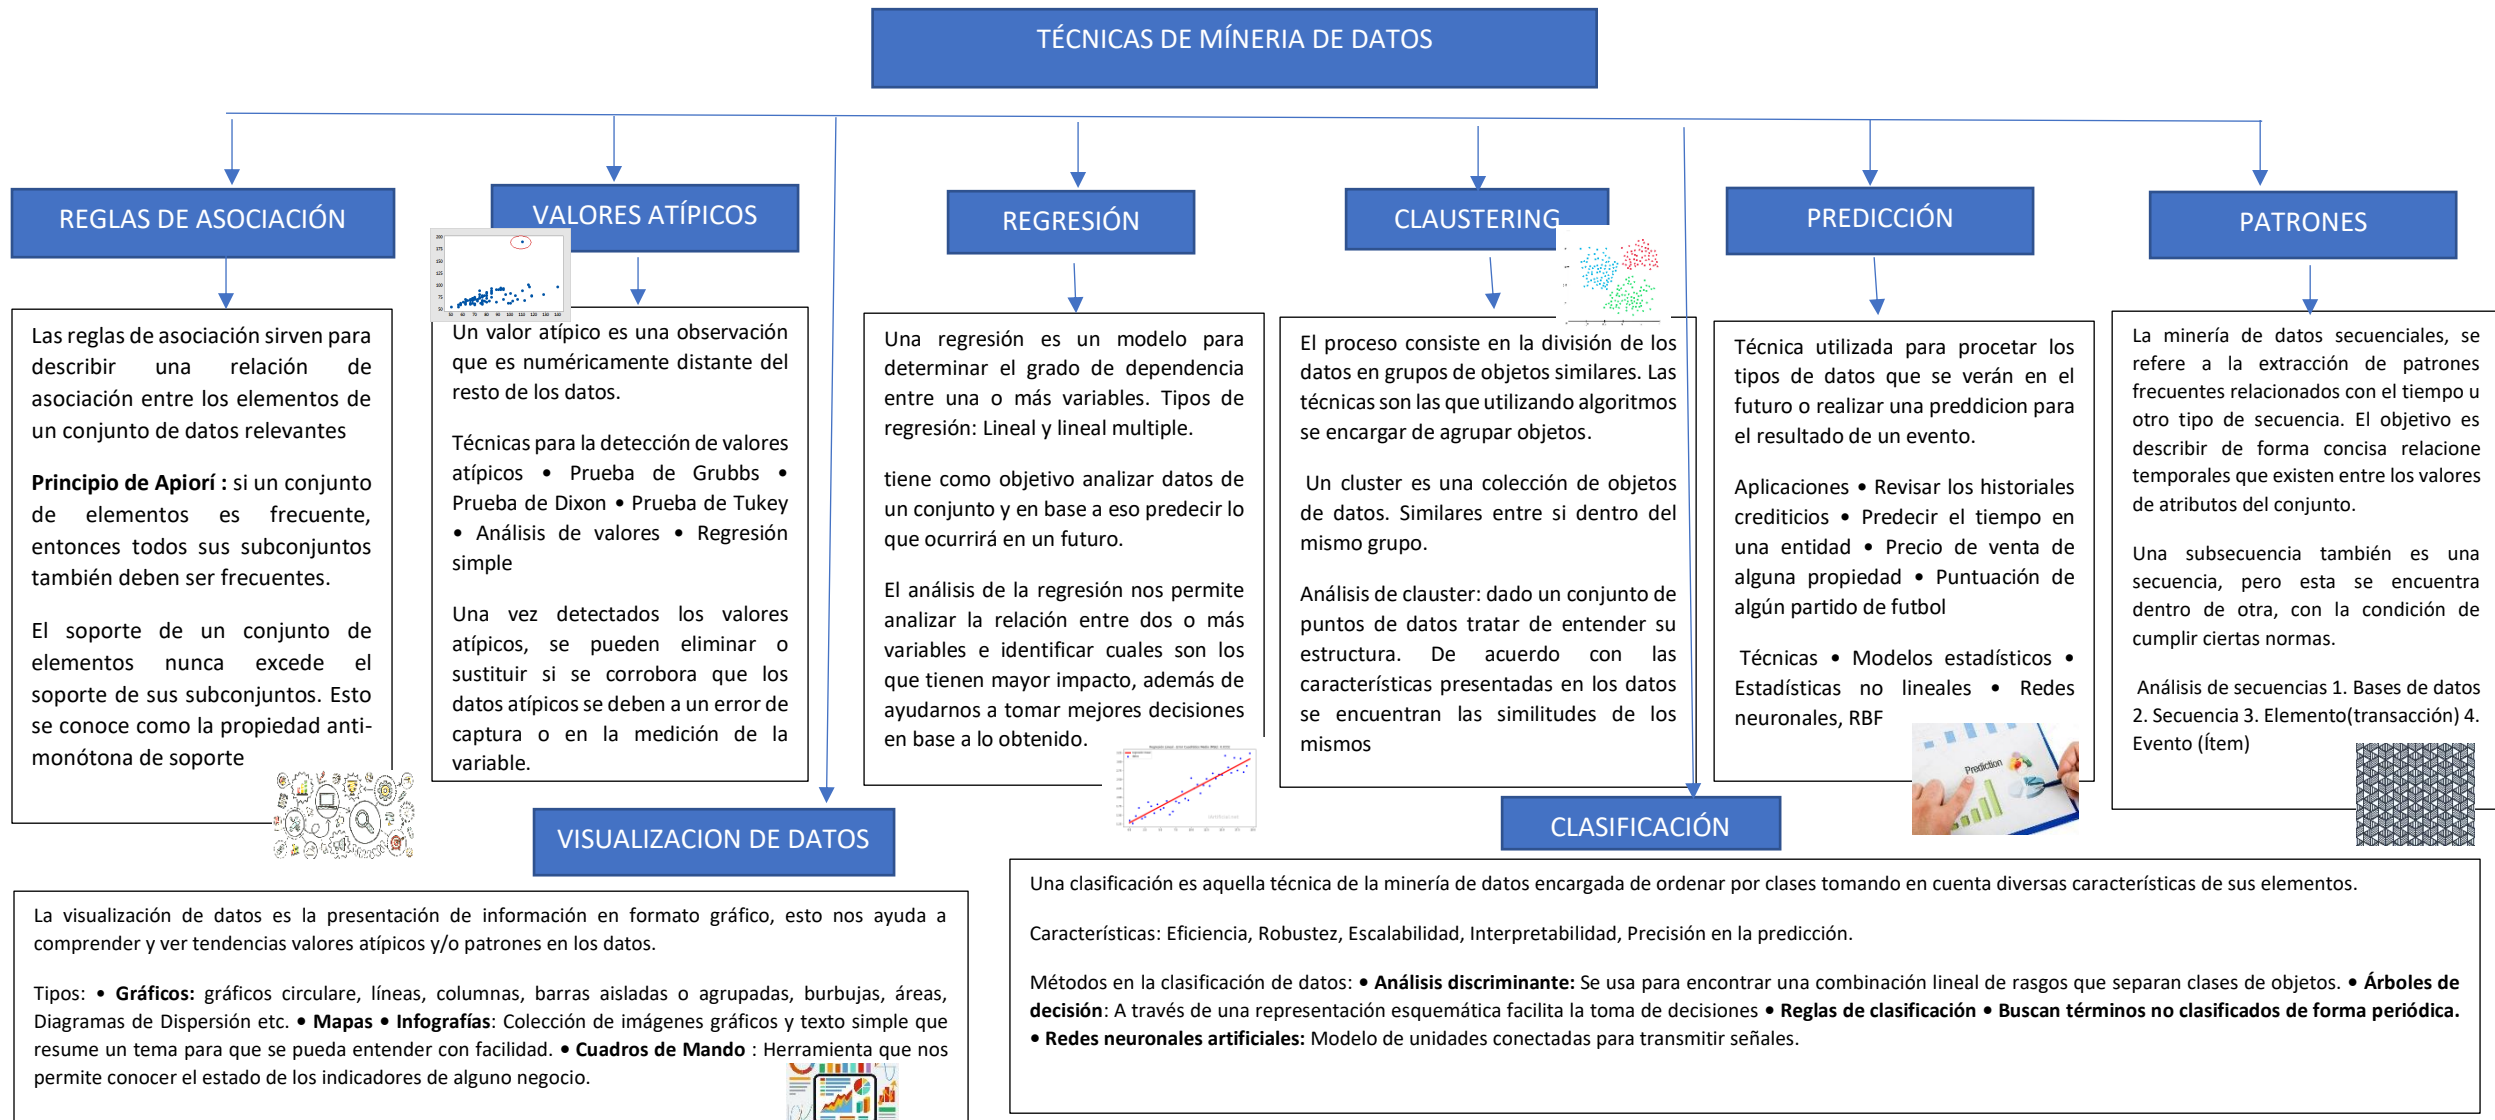 TÉCNICAS DE MÍNERIA DE DATOS
REGLAS DE ASOCIACIÓN
Las reglas de asociación sirven para
describir una relación de
asociación entre los elementos de
un conjunto de datos relevantes
Principio de Apiorí : si un conjunto
de elementos es frecuente,
entonces todos sus subconjuntos
también deben ser frecuentes.
El soporte de un conjunto de
elementos nunca excede el
soporte de sus subconjuntos. Esto
se conoce como la propiedad anti-
monótona de soporte
VALORES ATÍPICOS
Un valor atípico es una observación
que es numéricamente distante del
resto de los datos.
Técnicas para la detección de valores
atípicos • Prueba de Grubbs •
Prueba de Dixon • Prueba de Tukey
• Análisis de valores • Regresión
simple
Una vez detectados los valores
atípicos, se pueden eliminar o
sustituir si se corrobora que los
datos atípicos se deben a un error de
captura o en la medición de la
variable.
REGRESIÓN
Una regresión es un modelo para
determinar el grado de dependencia
entre una o más variables. Tipos de
regresión: Lineal y lineal multiple.
tiene como objetivo analizar datos de
un conjunto y en base a eso predecir lo
que ocurrirá en un futuro.
El análisis de la regresión nos permite
analizar la relación entre dos o más
variables e identificar cuales son los
que tienen mayor impacto, además de
ayudarnos a tomar mejores decisiones
en base a lo obtenido.
CLAUSTERING
El proceso consiste en la división de los
datos en grupos de objetos similares. Las
técnicas son las que utilizando algoritmos
se encargar de agrupar objetos.
Un cluster es una colección de objetos
de datos. Similares entre si dentro del
mismo grupo.
Análisis de clauster: dado un conjunto de
puntos de datos tratar de entender su
estructura. De acuerdo con las
características presentadas en los datos
se encuentran las similitudes de los
mismos
PREDICCIÓN
Técnica utilizada para procetar los
tipos de datos que se verán en el
futuro o realizar una preddicion para
el resultado de un evento.
Aplicaciones • Revisar los historiales
crediticios • Predecir el tiempo en
una entidad • Precio de venta de
alguna propiedad • Puntuación de
algún partido de futbol
Técnicas • Modelos estadísticos •
Estadísticas no lineales • Redes
neuronales, RBF
Prediction
PATRONES
La minería de datos secuenciales, se
refere a la extracción de patrones
frecuentes relacionados con el tiempo u
otro tipo de secuencia. El objetivo es
describir de forma concisa relacione
temporales que existen entre los valores
de atributos del conjunto.
Una subsecuencia también es una
secuencia, pero esta se encuentra
dentro de otra, con la condición de
cumplir ciertas normas.
Análisis de secuencias 1. Bases de datos
2. Secuencia 3. Elemento(transacción) 4.
Evento (Ítem)
VISUALIZACION DE DATOS
La visualización de datos es la presentación de información en formato gráfico, esto nos ayuda a
comprender y ver tendencias valores atípicos y/o patrones en los datos.
Tipos: • Gráficos: gráficos circulare, líneas, columnas, barras aisladas o agrupadas, burbujas, áreas,
Diagramas de Dispersión etc. • Mapas • Infografías: Colección de imágenes gráficos y texto simple que
resume un tema para que se pueda entender con facilidad. • Cuadros de Mando : Herramienta que nos
permite conocer el estado de los indicadores de alguno negocio.
CLASIFICACIÓN
Una clasificación es aquella técnica de la minería de datos encargada de ordenar por clases tomando en cuenta diversas características de sus elementos.
Características: Eficiencia, Robustez, Escalabilidad, Interpretabilidad, Precisión en la predicción.
Métodos en la clasificación de datos: • Análisis discriminante: Se usa para encontrar una combinación lineal de rasgos que separan clases de objetos. • Árboles de
decisión: A través de una representación esquemática facilita la toma de decisiones • Reglas de clasificación • Buscan términos no clasificados de forma periódica.
• Redes neuronales artificiales: Modelo de unidades conectadas para transmitir señales.